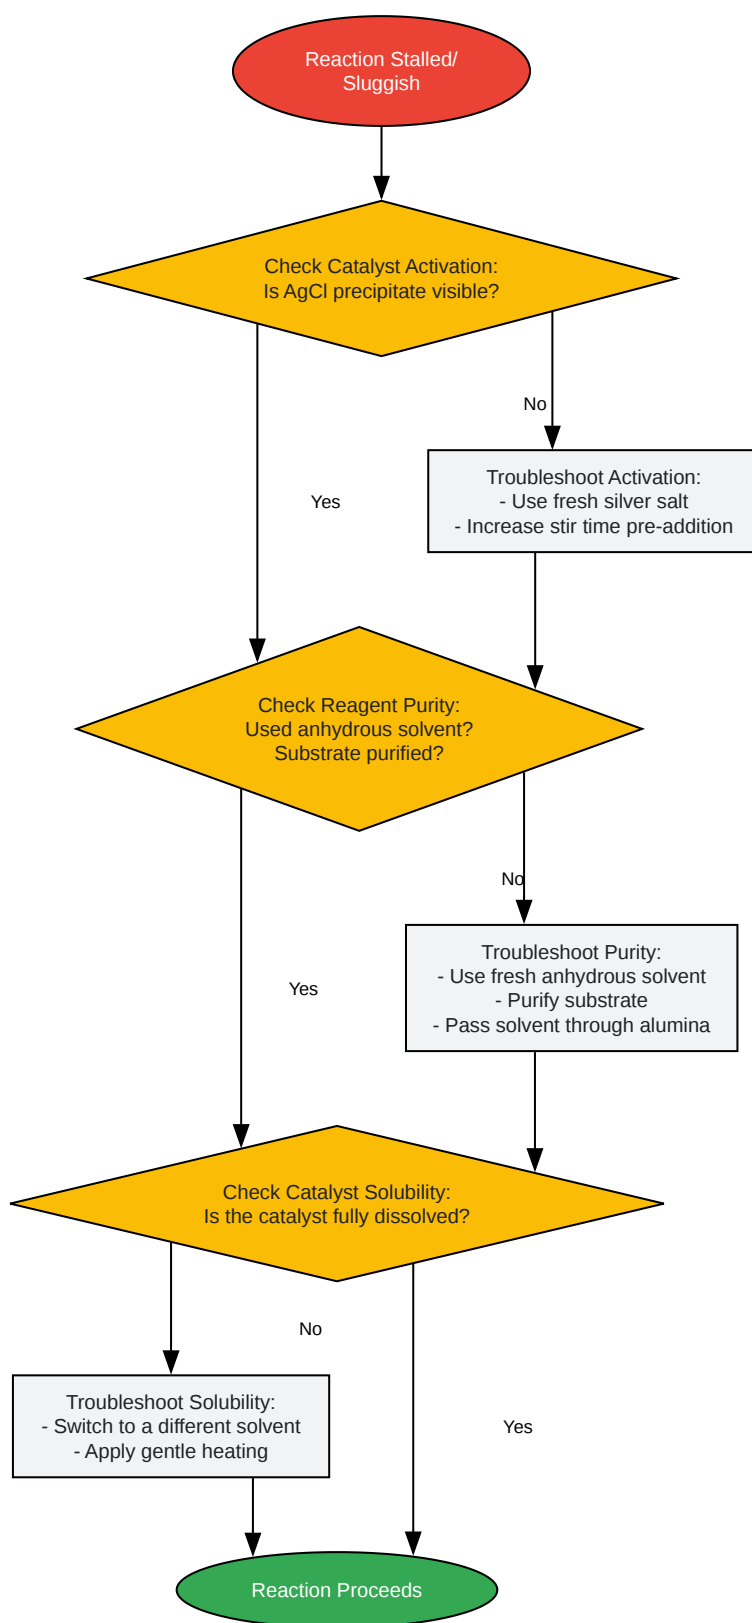 Reaction Stalled/
Sluggish
Check Catalyst Activation:
Is AgCl precipitate visible?
No
Troubleshoot Activation:
- Use fresh silver salt
- Increase stir time pre-addition
Yes
Check Reagent Purity:
Used anhydrous solvent?
Substrate purified?
No
Troubleshoot Purity:
- Use fresh anhydrous solvent
- Purify substrate
- Pass solvent through alumina
Yes
Check Catalyst Solubility:
Is the catalyst fully dissolved?
No
Troubleshoot Solubility:
- Switch to a different solvent
- Apply gentle heating
Yes
Reaction Proceeds